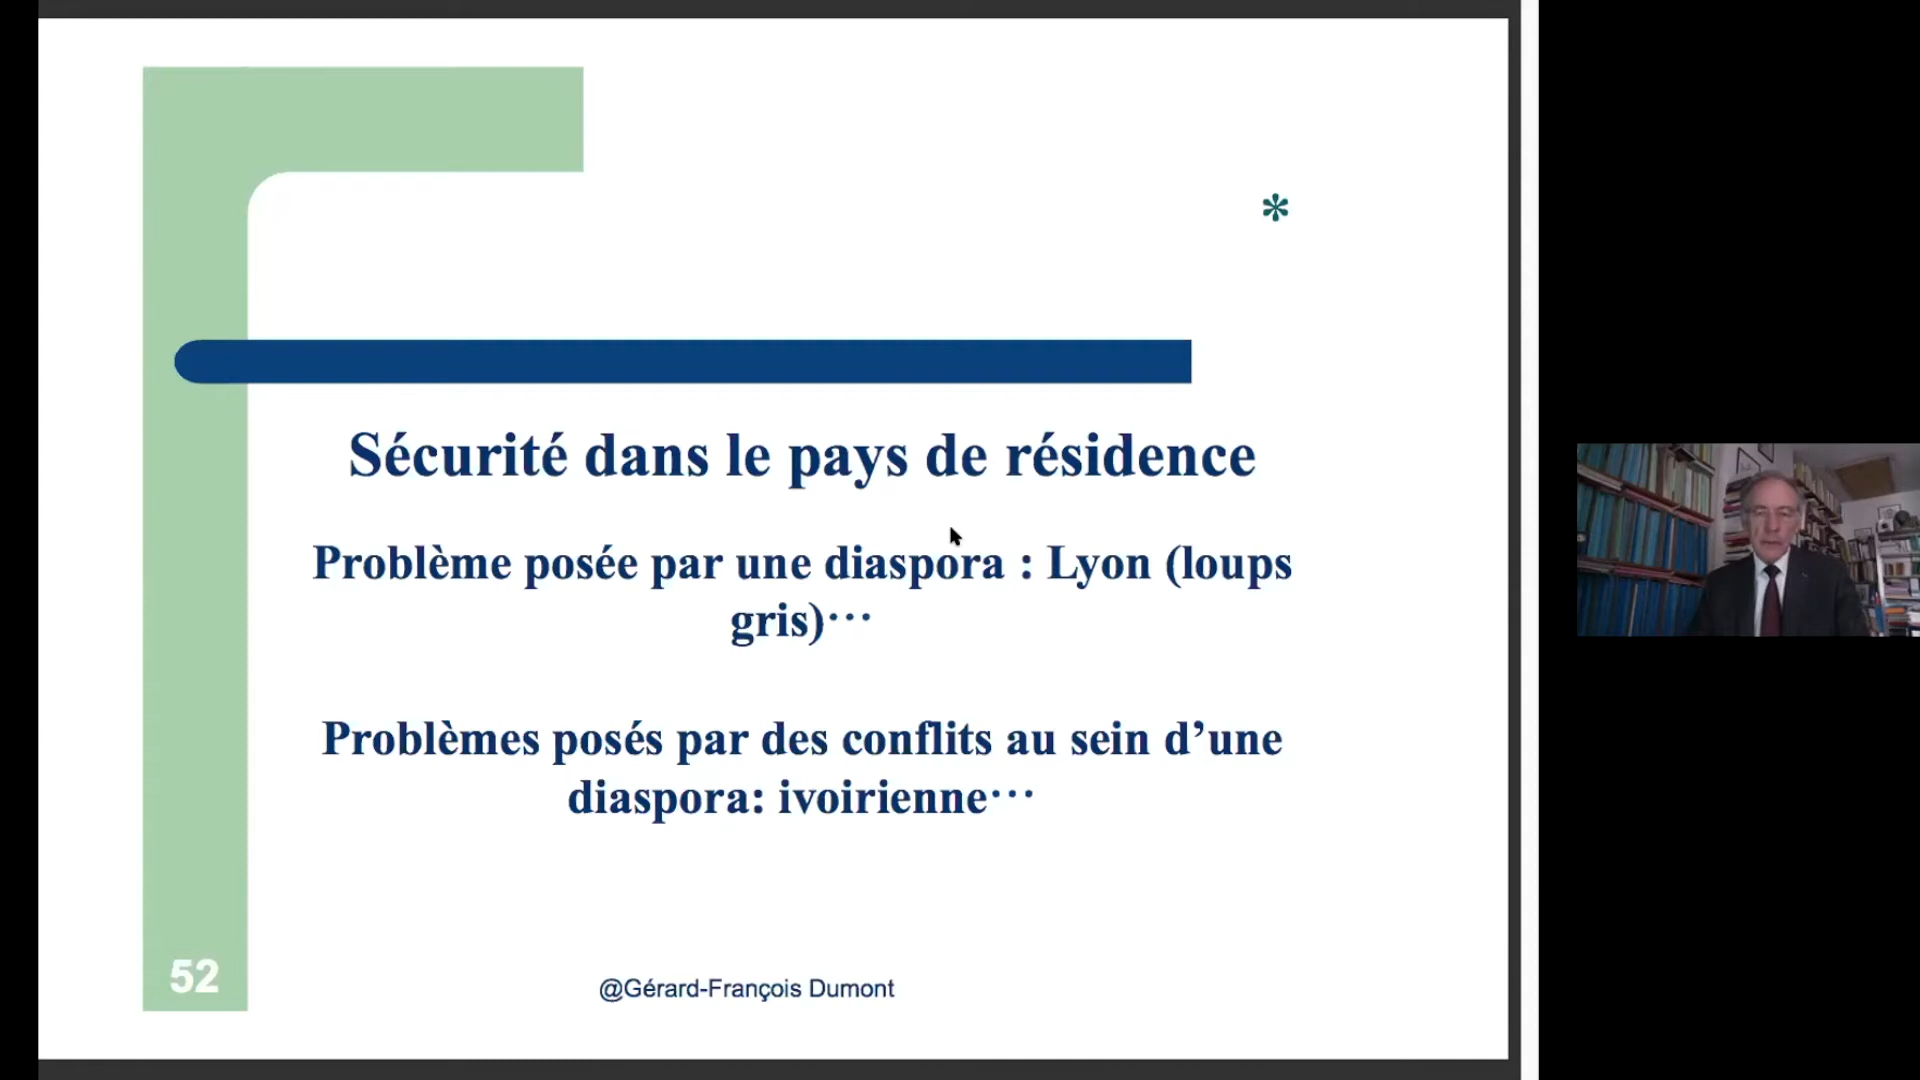 *
Sécurité dans le pays de résidence
Problème posée par une diaspora : Lyon (loups
gris)…
Problèmes posés par des conflits au sein d’une
diaspora: ivoirienne…
52
@Gérard-François Dumont